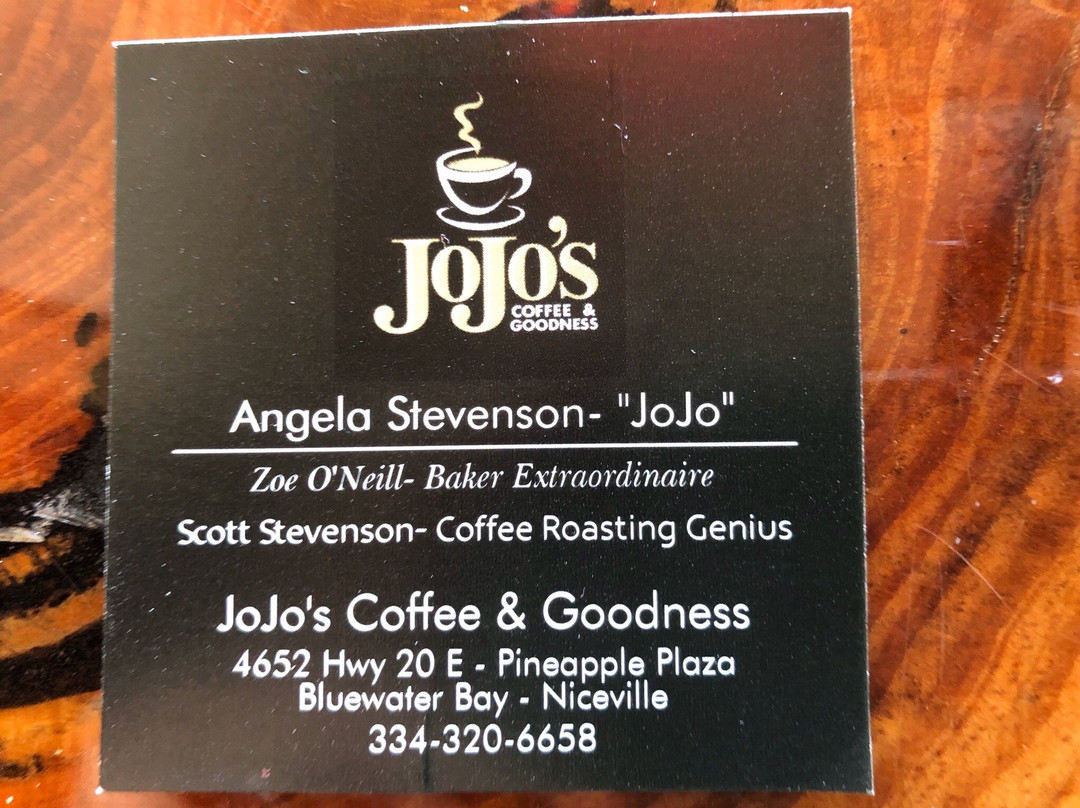 JoJo's
COFFEE &
GOODNESS
Angela Stevenson- "JoJo"
Zoe O'Neill- Baker Extraordinaire
Scott Stevenson- Coffee Roasting Genius
JoJo's Coffee & Goodness
4652 Hwy 20 E - Pineapple Plaza
Bluewater Bay - Niceville
334-320-6658